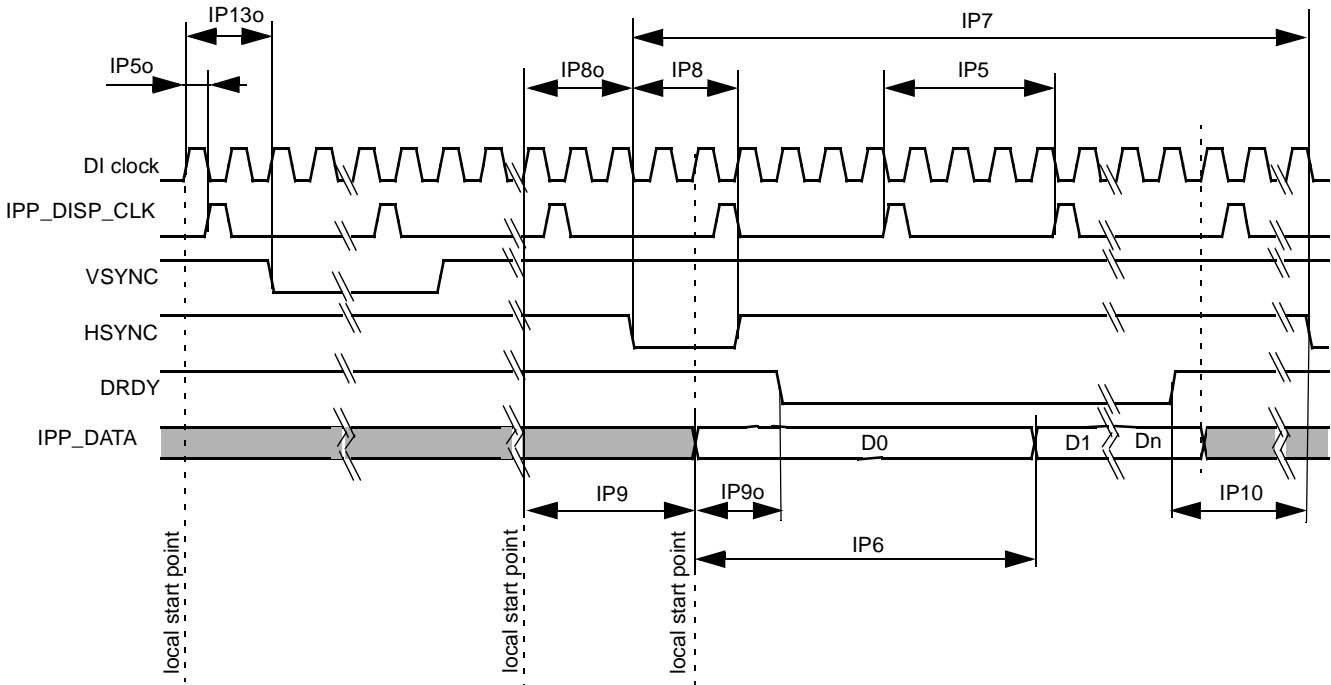 IP13o
IP7
IP5o
IP8o
IP8
IP5
DI clock
IPP_DISP_CLK
VSYNC
HSYNC
DRDY
IPP_DATA
D0
D1
Dn
IP9
IP9o
IP10
IP6
local start point
local start point
local start point